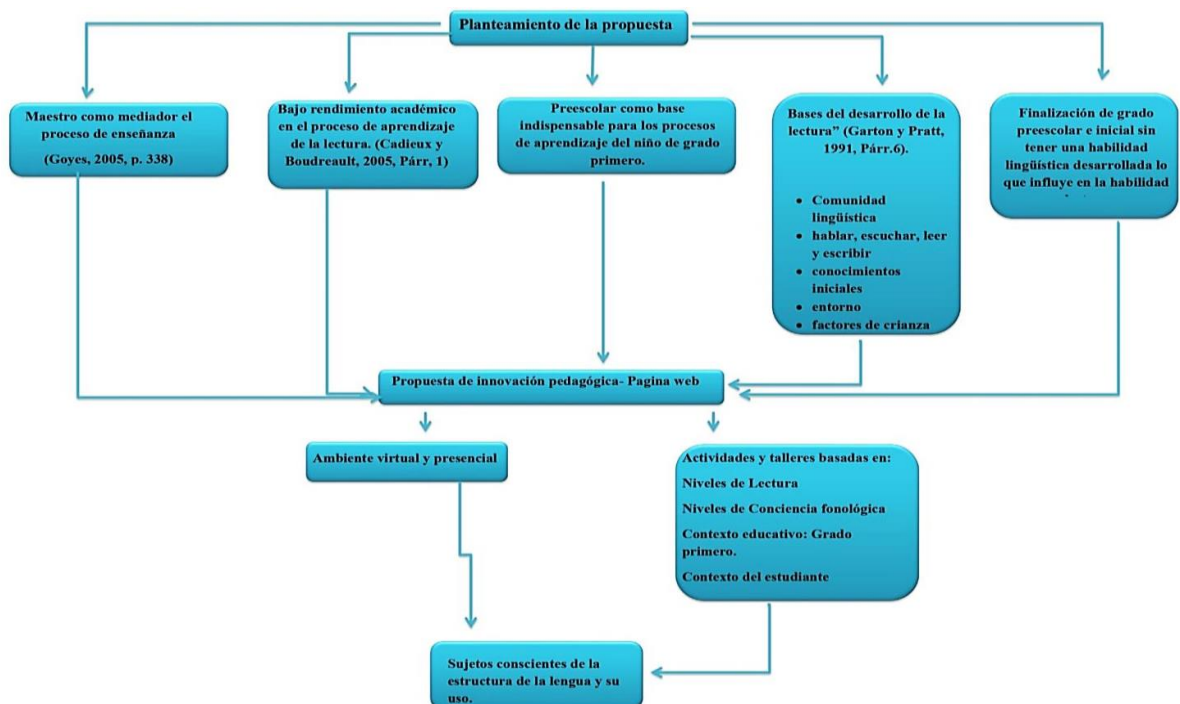 Planteamiento de la propuesta
Maestro como mediador el
proceso de enseñanza
(Goyes, 2005, p. 338)
Bajo rendimiento académico
en el proceso de aprendizaje
de la lectura. (Cadieux y
Boudreault, 2005, Párr, 1)
Preescolar como base
indispensable para los procesos
de aprendizaje del niño de grado
primero.
Bases del desarrollo de la
lectura” (Garton y Pratt,
1991, Párr.6).
• Comunidad
lingüística
• hablar, escuchar, leer
y escribir
• conocimientos
iniciales
• entorno
• factores de crianza
Finalización de grado
preescolar e inicial sin
tener una habilidad
lingüística desarrollada lo
que influye en la habilidad
Propuesta de innovación pedagógica- Pagina web
Ambiente virtual y presencial
Actividades y talleres basadas en:
Niveles de Lectura
Niveles de Conciencia fonológica
Contexto educativo: Grado
primero.
Contexto del estudiante
Sujetos conscientes de la
estructura de la lengua y su
uso.